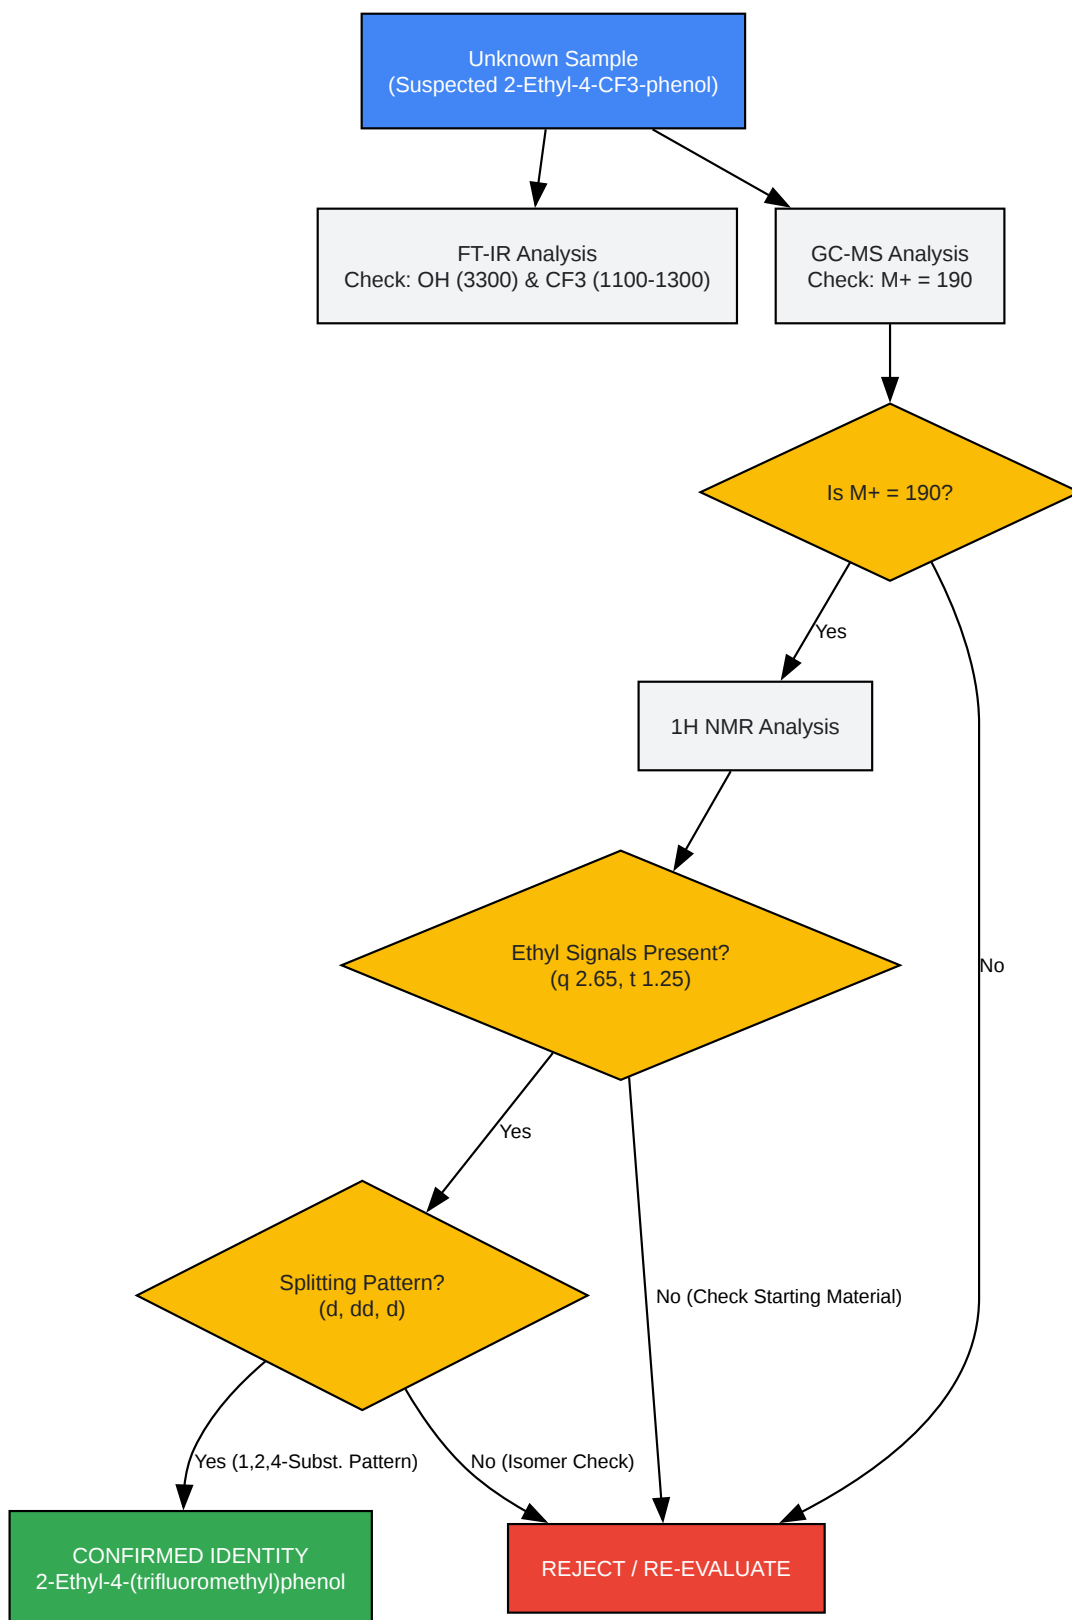 Unknown Sample
(Suspected 2-Ethyl-4-CF3-phenol)
FT-IR Analysis
Check: OH (3300) & CF3 (1100-1300)
GC-MS Analysis
Check: M+ = 190
Is M+ = 190?
Yes
1H NMR Analysis
Ethyl Signals Present?
(q 2.65, t 1.25)
No
Yes
Splitting Pattern?
(d, dd, d)
No (Check Starting Material)
Yes (1,2,4-Subst. Pattern)
No (Isomer Check)
CONFIRMED IDENTITY
2-Ethyl-4-(trifluoromethyl)phenol
REJECT / RE-EVALUATE